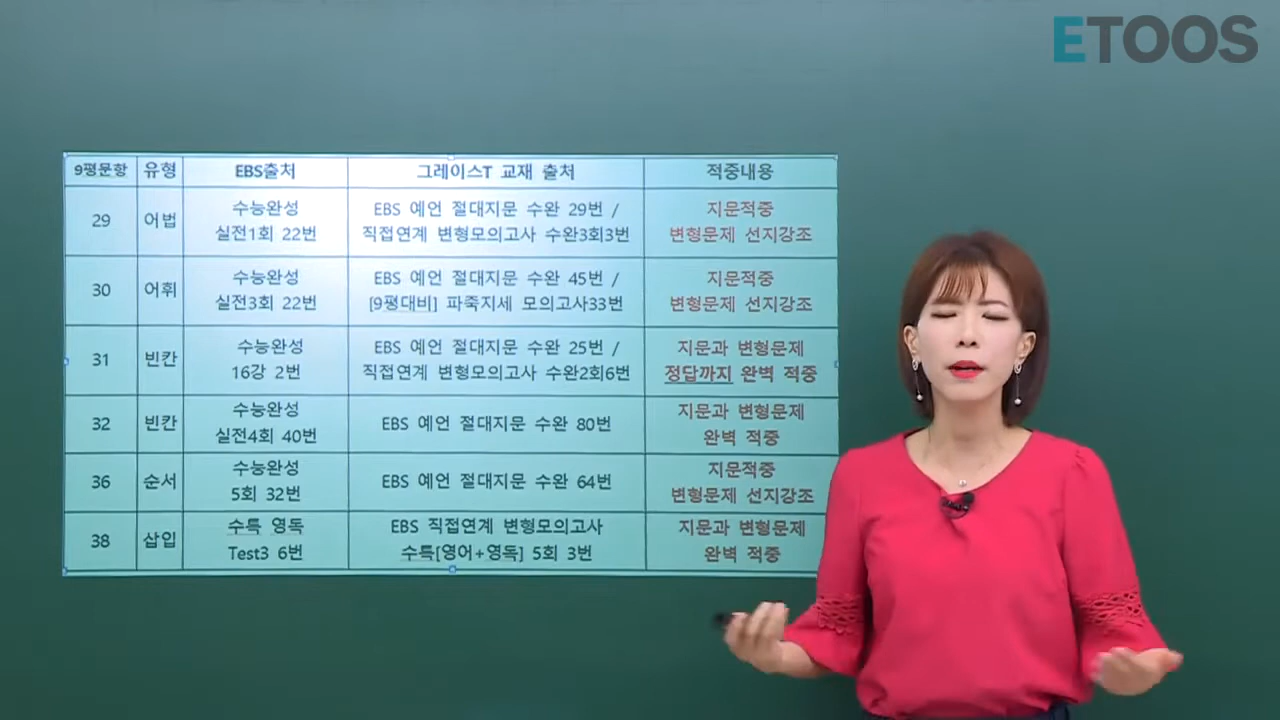 ETOOS
9평문항 유형 EBS출처 그레이스T 교재 출처 적중내용
29 어법 수능완성 실전1회 22번 EBS 예언 절대지문 수완 29번 / 직접연계 변형모의고사 수완3회3번 지문적중 변형문제 선지강조
30 어휘 수능완성 실전3회 22번 EBS 예언 절대지문 수완 45번 / [9평대비] 파죽지세 모의고사33번 지문적중 변형문제 선지강조
31 빈칸 수능완성 16강 2번 EBS 예언 절대지문 수완 25번 / 직접연계 변형모의고사 수완2회6번 지문과 변형문제 정답까지 완벽 적중
32 빈칸 수능완성 실전4회 40번 EBS 예언 절대지문 수완 80번 지문과 변형문제 완벽 적중
36 순서 수능완성 5회 32번 EBS 예언 절대지문 수완 64번 지문적중 변형문제 선지강조
38 삽입 수특 영독 Test3 6번 EBS 직접연계 변형모의고사 수특[영어+영독] 5회 3번 지문과 변형문제 완벽 적중